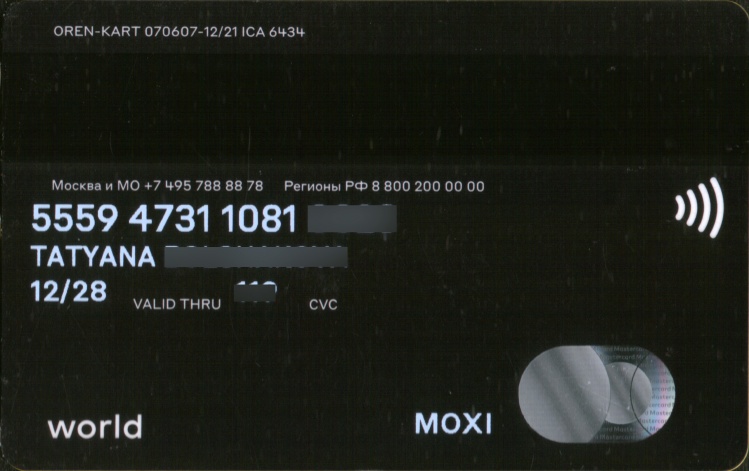 OREN-KART 070607-12/21 ICA 6434
Москва и МО +7 495 788 88 78 Регионы РФ 8 800 200 00 00
5559 4731 1081
TATYANA
12/28 VALID THRU CVC
world MOXI